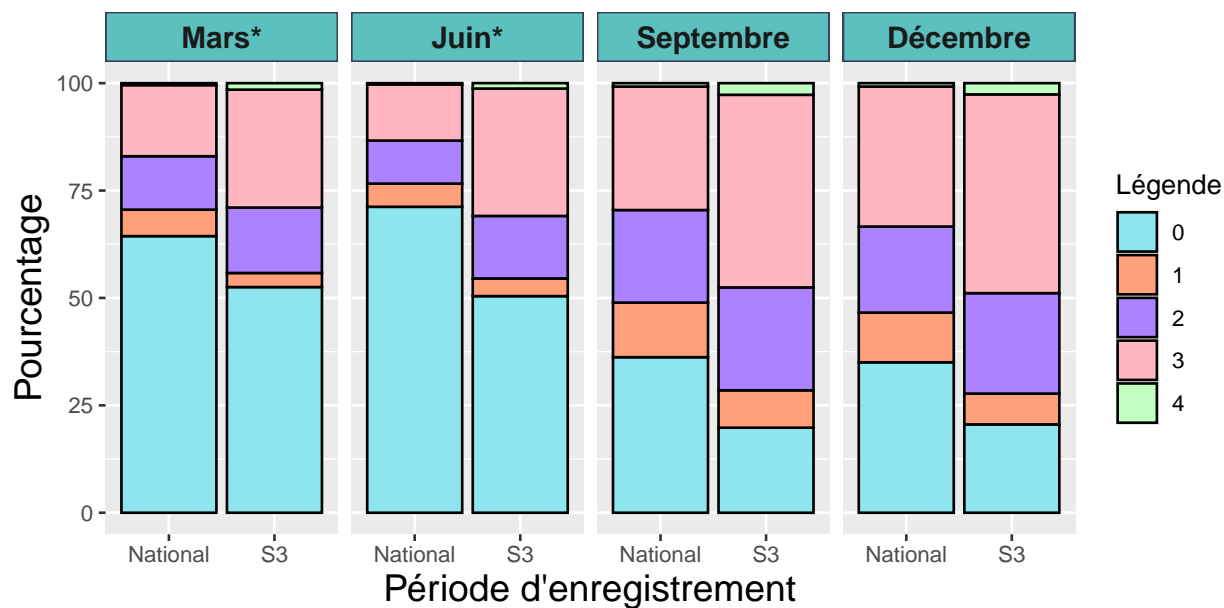 Mars* Juin* Septembre Décembre
Pourcentage
100
75
50
25
0
National S3 National S3 National S3 National S3
Période d'enregistrement
Légende
0
1
2
3
4